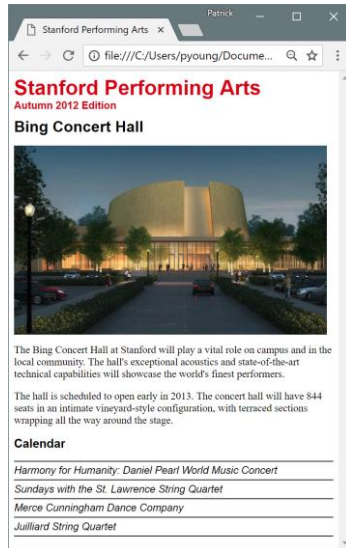 Patrick
Stanford Performing Arts
file:///C:/Users/pyoung/Docume...
Stanford Performing Arts
Autumn 2012 Edition
Bing Concert Hall
The Bing Concert Hall at Stanford will play a vital role on campus and in the
local community. The hall's exceptional acoustics and state-of-the-art
technical capabilities will showcase the world's finest performers.
The hall is scheduled to open early in 2013. The concert hall will have 844
seats in an intimate vineyard-style configuration, with terraced sections
wrapping all the way around the stage.
Calendar
Harmony for Humanity: Daniel Pearl World Music Concert
Sundays with the St. Lawrence String Quartet
Merce Cunningham Dance Company
Juilliard String Quartet